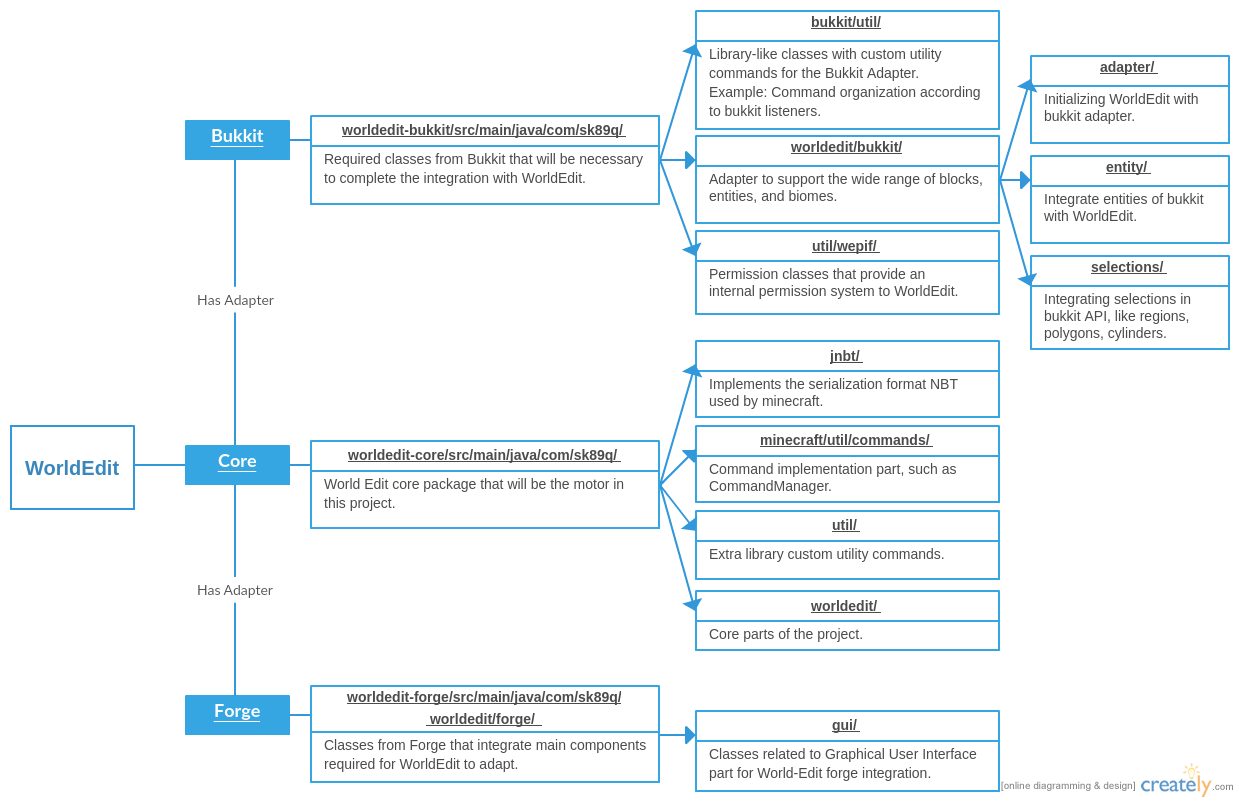 bukkit/util/
Library-like classes with custom utility
commands for the Bukkit Adapter.
Example: Command organization according
to bukkit listeners.
adapter/
Initializing WorldEdit with
bukkit adapter.
Bukkit
worldedit-bukkit/src/main/java/com/sk89q/
Required classes from Bukkit that will be necessary
to complete the integration with WorldEdit.
worldedit/bukkit/
Adapter to support the wide range of blocks,
entities, and biomes.
entity/
Integrate entities of bukkit
with WorldEdit.
util/wepif/
Permission classes that provide an
internal permission system to WorldEdit.
selections/
Integrating selections in
bukkit API, like regions,
polygons, cylinders.
Has Adapter
jnbt/
Implements the serialization format NBT
used by minecraft.
WorldEdit
Core
worldedit-core/src/main/java/com/sk89q/
World Edit core package that will be the motor in
this project.
minecraft/util/commands/
Command implementation part, such as
CommandManager.
util/
Extra library custom utility commands.
Has Adapter
worldedit/
Core parts of the project.
Forge
worldedit-forge/src/main/java/com/sk89q/
worldedit/forge/
Classes from Forge that integrate main components
required for WorldEdit to adapt.
gui/
Classes related to Graphical User Interface
part for World-Edit forge integration.
[online diagramming & design] creately.com